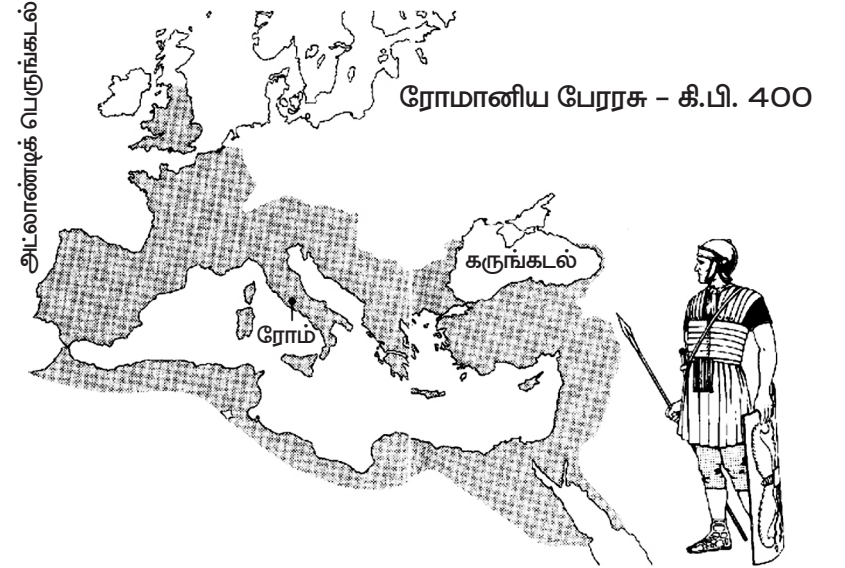 ரோமானிய பேரரசு - கி.பி. 400
அட்லாண்டிக் பெருங்கடல்
கருங்கடல்
ரோம்